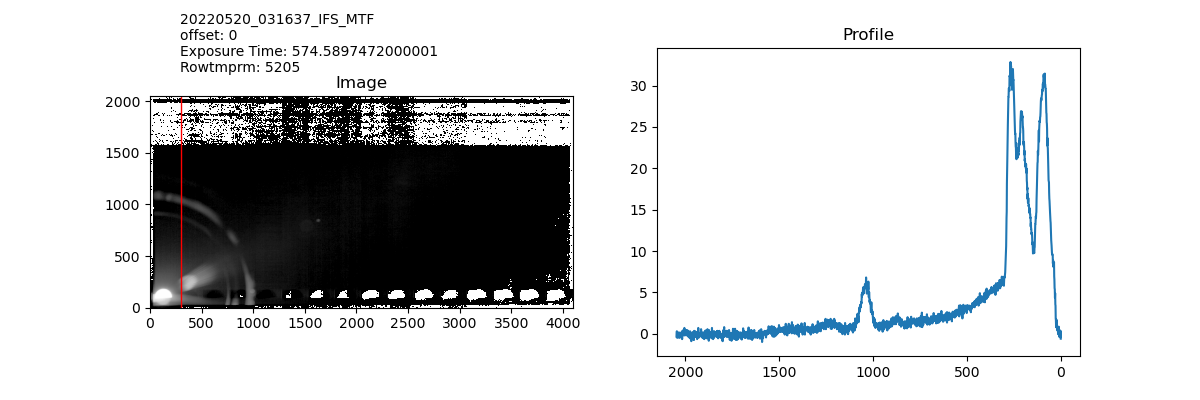 20220520_031637_IFS_MTF
offset: 0
Exposure Time: 574.5897472000001
Rowtmprm: 5205
Image
2000
1500
1000
500
0
0 500 1000 1500 2000 2500 3000 3500 4000
Profile
30
25
20
15
10
5
0
2000 1500 1000 500 0